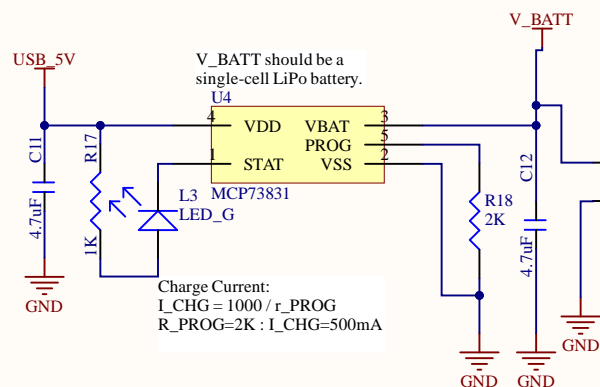 V_BATT
USB_5V
V_BATT should be a
single-cell LiPo battery.
U4
4
VDD
VBAT
3
PROG
5
1
STAT
VSS
2
MCP73831
C11
4.7uF
R17
1K
L3
LED_G
R18
2K
C12
4.7uF
Charge Current:
I_CHG = 1000 / r_PROG
R_PROG=2K : I_CHG=500mA
GND
GND
GND
GND